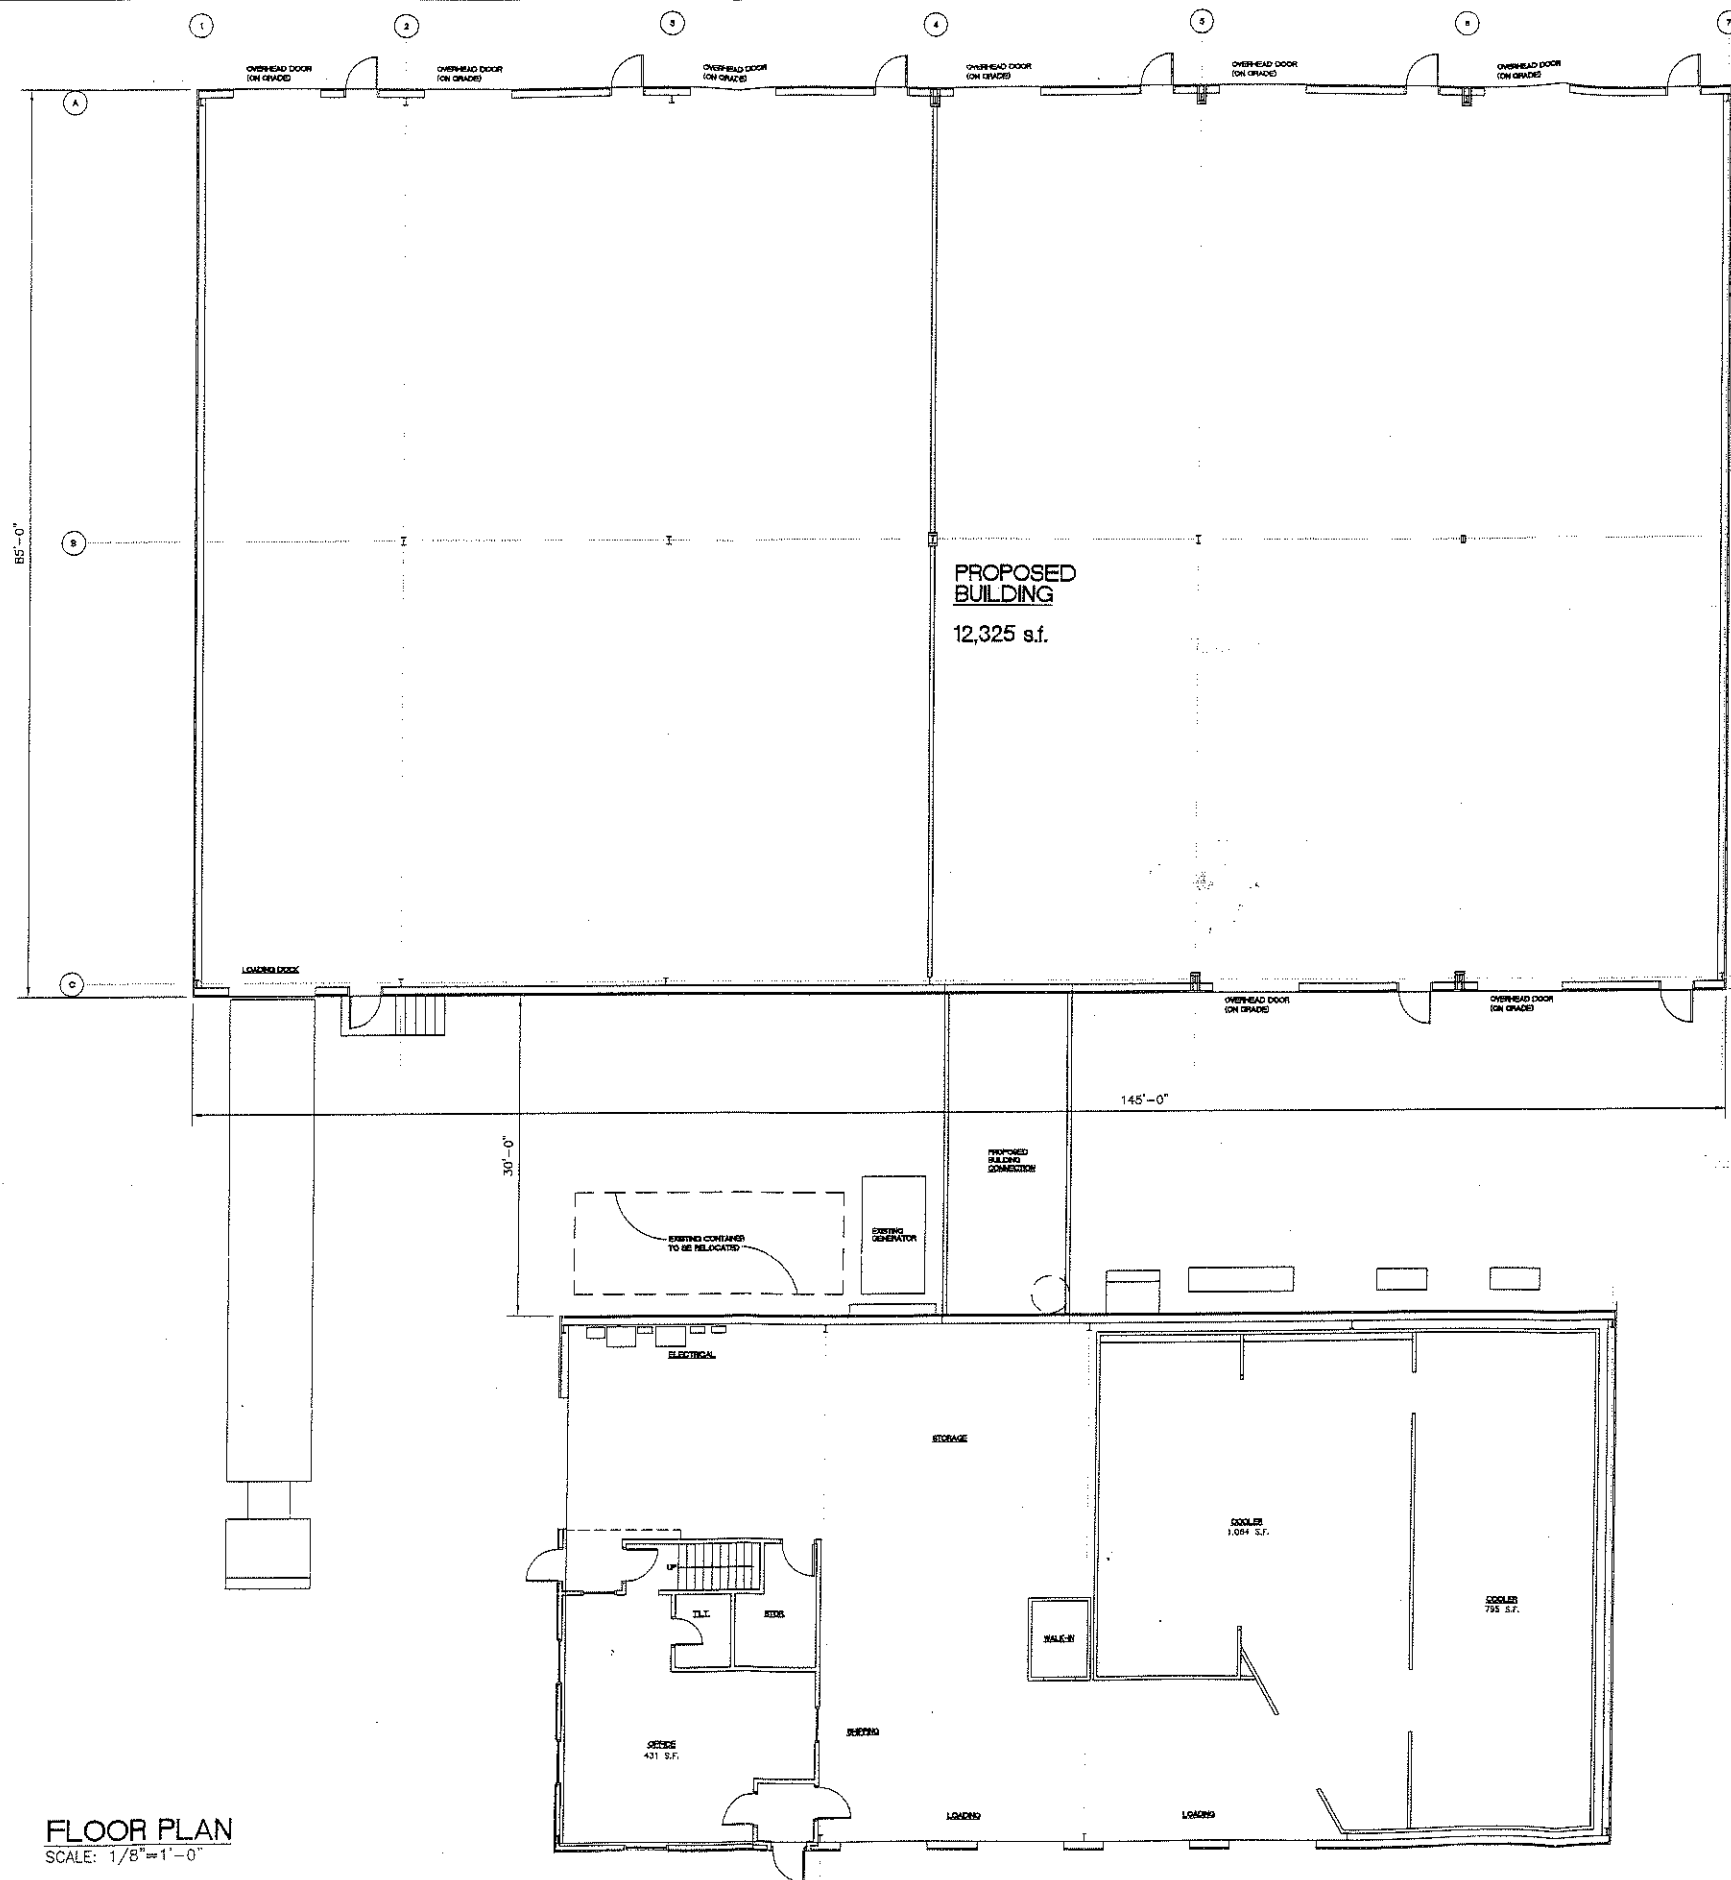 1 2 3 4 5 6 7
OVERHEAD DOOR
(ON GRADE)
OVERHEAD DOOR
(ON GRADE)
OVERHEAD DOOR
(ON GRADE)
OVERHEAD DOOR
(ON GRADE)
OVERHEAD DOOR
(ON GRADE)
OVERHEAD DOOR
(ON GRADE)
A
85'-0"
B
PROPOSED
BUILDING
12,325 s.f.
LOADING DOCK
C
OVERHEAD DOOR
(ON GRADE)
OVERHEAD DOOR
(ON GRADE)
145'-0"
30'-0"
PROPOSED
BUILDING
CONNECTION
EXISTING CONTAINER
TO BE RELOCATED
EXISTING
GENERATOR
ELECTRICAL
STORAGE
COOLER
1,064 S.F.
UP
COOLER
795 S.F.
TLT.
STOR.
WALK-IN
SHIPPING
OFFICE
431 S.F.
LOADING
LOADING
FLOOR PLAN
SCALE: 1/8"=1'-0"